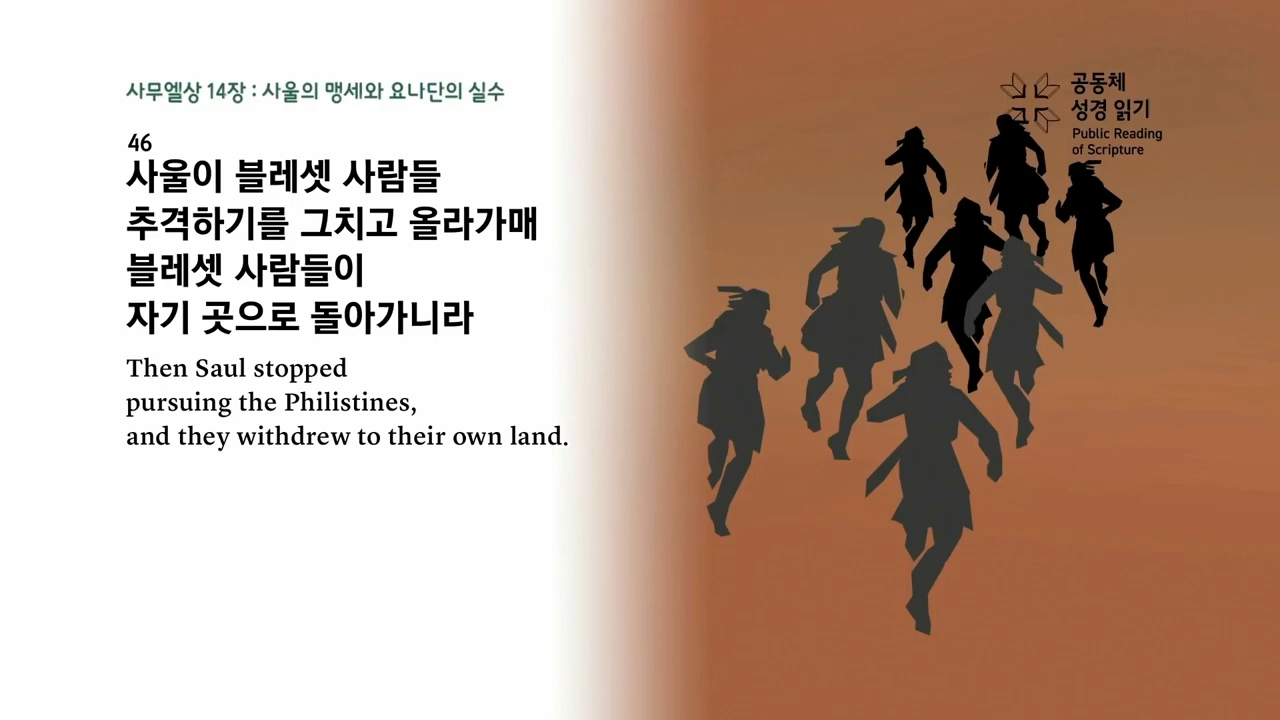 사무엘상 14장 : 사울의 맹세와 요나단의 실수
46
사울이 블레셋 사람들
추격하기를 그치고 올라가매
블레셋 사람들이
자기 곳으로 돌아가니라
Then Saul stopped
pursuing the Philistines,
and they withdrew to their own land.
공동체
성경 읽기
Public Reading
of Scripture